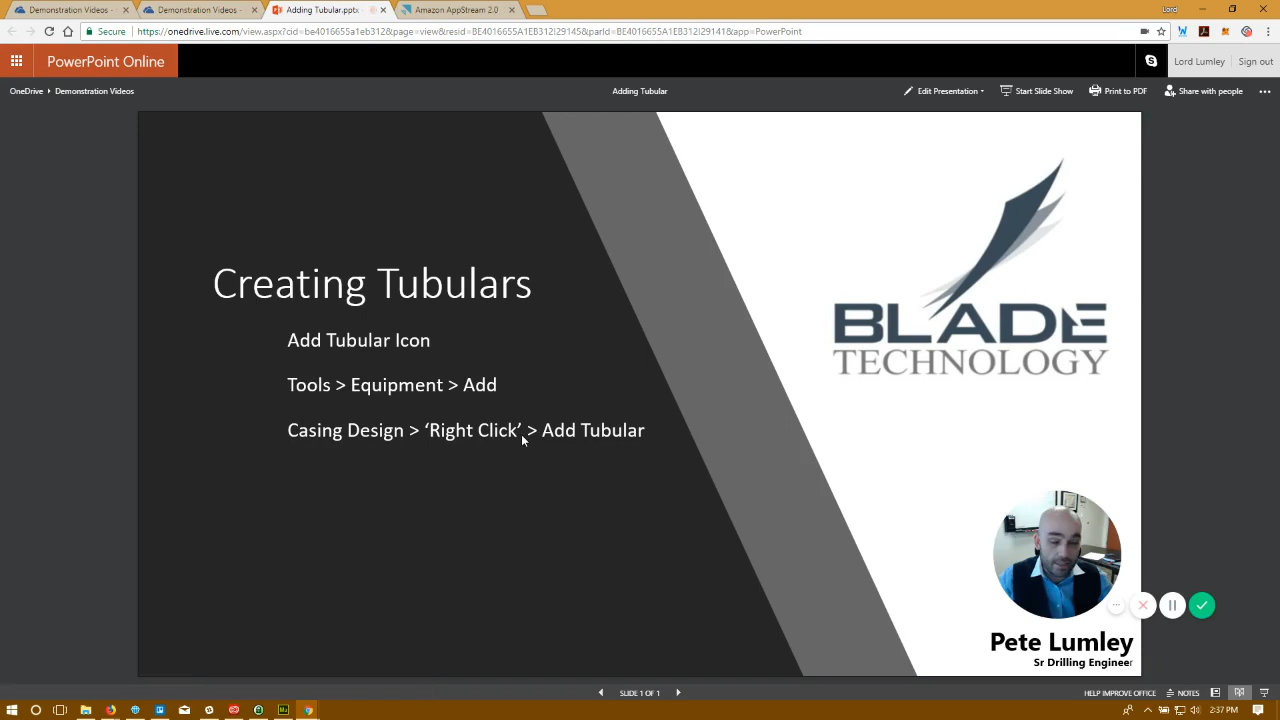 Demonstration Videos -
Demonstration Videos -
Adding Tubular.pptx
Amazon AppStream 2.0
Lord
Secure
https://onedrive.live.com/view.aspx?cid=be4016655a1eb312&page=view&resid=BE4016655A1EB312!29145&parId=BE4016655A1EB312!29141&app=PowerPoint
PowerPoint Online
Lord Lumley
Sign out
OneDrive
Demonstration Videos
Adding Tubular
Edit Presentation
Start Slide Show
Print to PDF
Share with people
Creating Tubulars
Add Tubular Icon
Tools > Equipment > Add
Casing Design > ‘Right Click’ > Add Tubular
BLADE
TECHNOLOGY
Pete Lumley
Sr Drilling Engineer
SLIDE 1 OF 1
HELP IMPROVE OFFICE
NOTES
2:37 PM